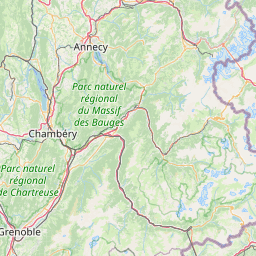 Annecy
Parc naturel
régional
du Massif
des Bauges
Chambéry
Parc naturel
régional
de Chartreuse
Grenoble